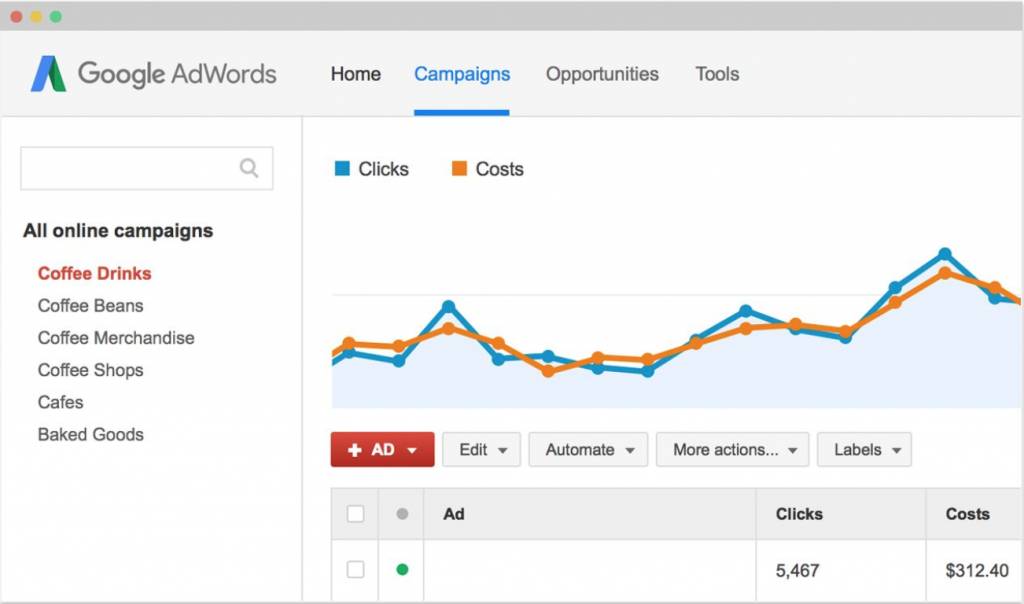 Google AdWords
Home Campaigns Opportunities Tools
Clicks Costs
All online campaigns
Coffee Drinks
Coffee Beans
Coffee Merchandise
Coffee Shops
Cafes
Baked Goods
+ AD Edit Automate More actions... Labels
Ad Clicks Costs
5,467 $312.40